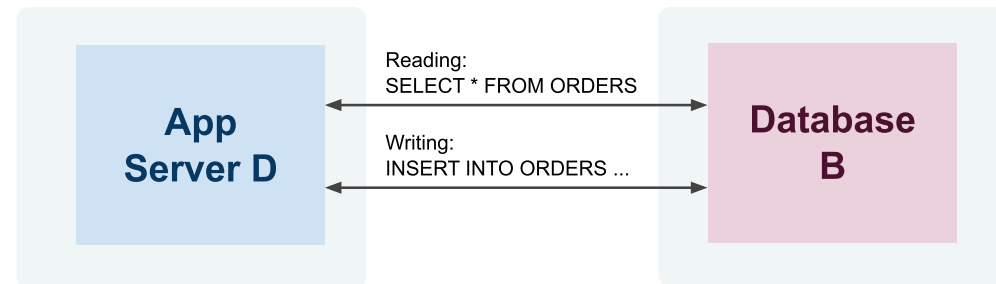 App
Server D
Reading:
SELECT * FROM ORDERS
Writing:
INSERT INTO ORDERS ...
Database
B